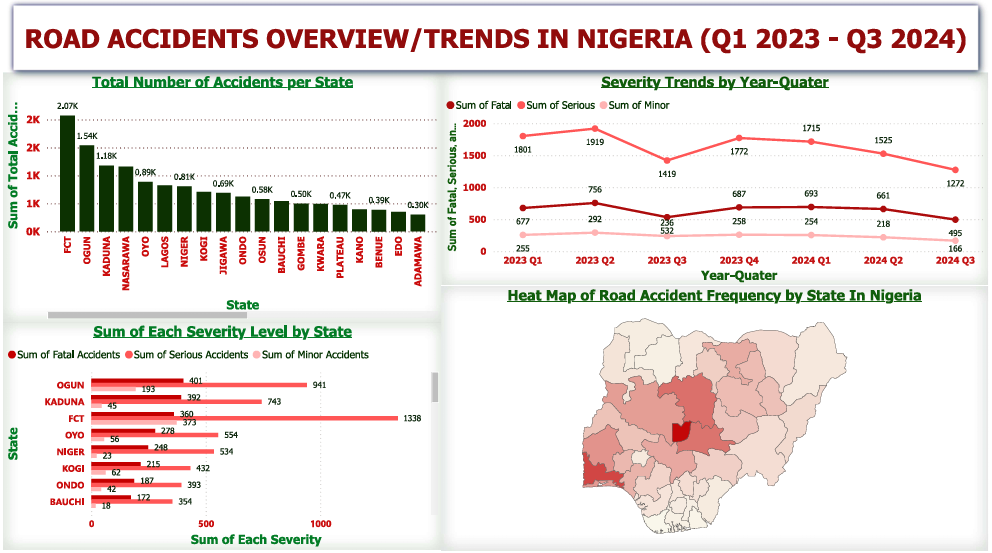 ROAD ACCIDENTS OVERVIEW/TRENDS IN NIGERIA (Q1 2023 - Q3 2024)
Total Number of Accidents per State
Sum of Total Accid...
2K
2K
1K
1K
0K
2.07K
1.54K
1.18K
0.89K
0.81K
0.69K
0.58K
0.50K
0.47K
0.39K
0.30K
FCT
OGUN
KADUNA
NASARAWA
OYO
LAGOS
NIGER
KOGI
JIGAWA
ONDO
OSUN
BAUCHI
GOMBE
KWARA
PLATEAU
KANO
BENUE
EDO
ADAMAWA
State
Severity Trends by Year-Quater
Sum of Fatal Sum of Serious Sum of Minor
Sum of Fatal, Serious, an...
2000
1500
1000
500
0
1801
1919
1419
1772
1715
1525
1272
677
756
532
687
693
661
495
255
292
236
258
254
218
166
2023 Q1
2023 Q2
2023 Q3
2023 Q4
2024 Q1
2024 Q2
2024 Q3
Year-Quater
Sum of Each Severity Level by State
Sum of Fatal Accidents Sum of Serious Accidents Sum of Minor Accidents
State
OGUN 401 941 193
KADUNA 392 743 45
FCT 360 1338 373
OYO 278 554 56
NIGER 248 534 23
KOGI 215 432 62
ONDO 187 393 42
BAUCHI 172 354 18
0 500 1000
Sum of Each Severity
Heat Map of Road Accident Frequency by State In Nigeria